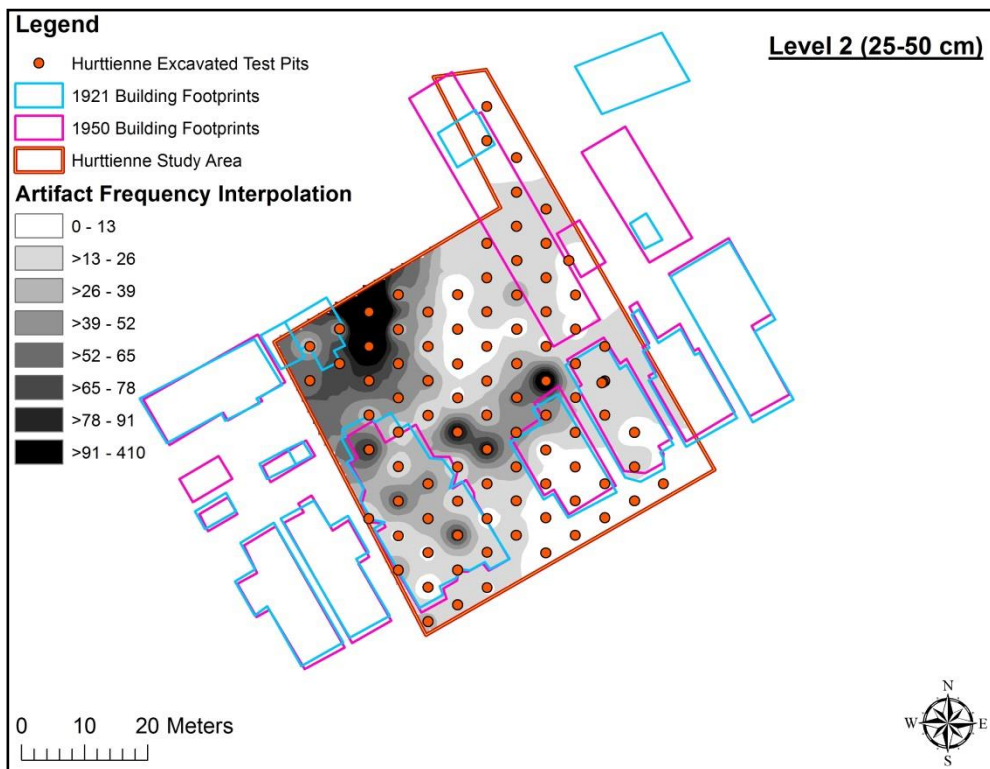 Legend
Hurttienne Excavated Test Pits
1921 Building Footprints
1950 Building Footprints
Hurttienne Study Area
Artifact Frequency Interpolation
0 - 13
>13 - 26
>26 - 39
>39 - 52
>52 - 65
>65 - 78
>78 - 91
>91 - 410
Level 2 (25-50 cm)
0 10 20 Meters
N
W E
S